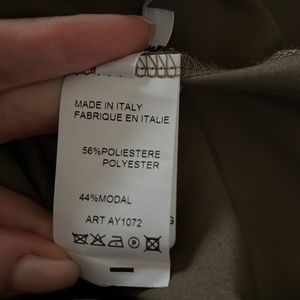 MADE IN ITALY
FABRIQUE EN ITALIE
56%POLIESTERE
POLYESTER
44%MODAL
ART AY1072